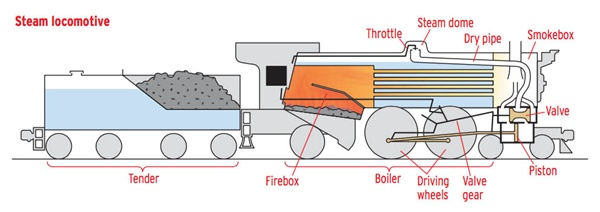 Steam locomotive
Throttle
Steam dome
Dry pipe
Smokebox
Valve
Tender
Firebox
Boiler
Driving
wheels
Valve
gear
Piston